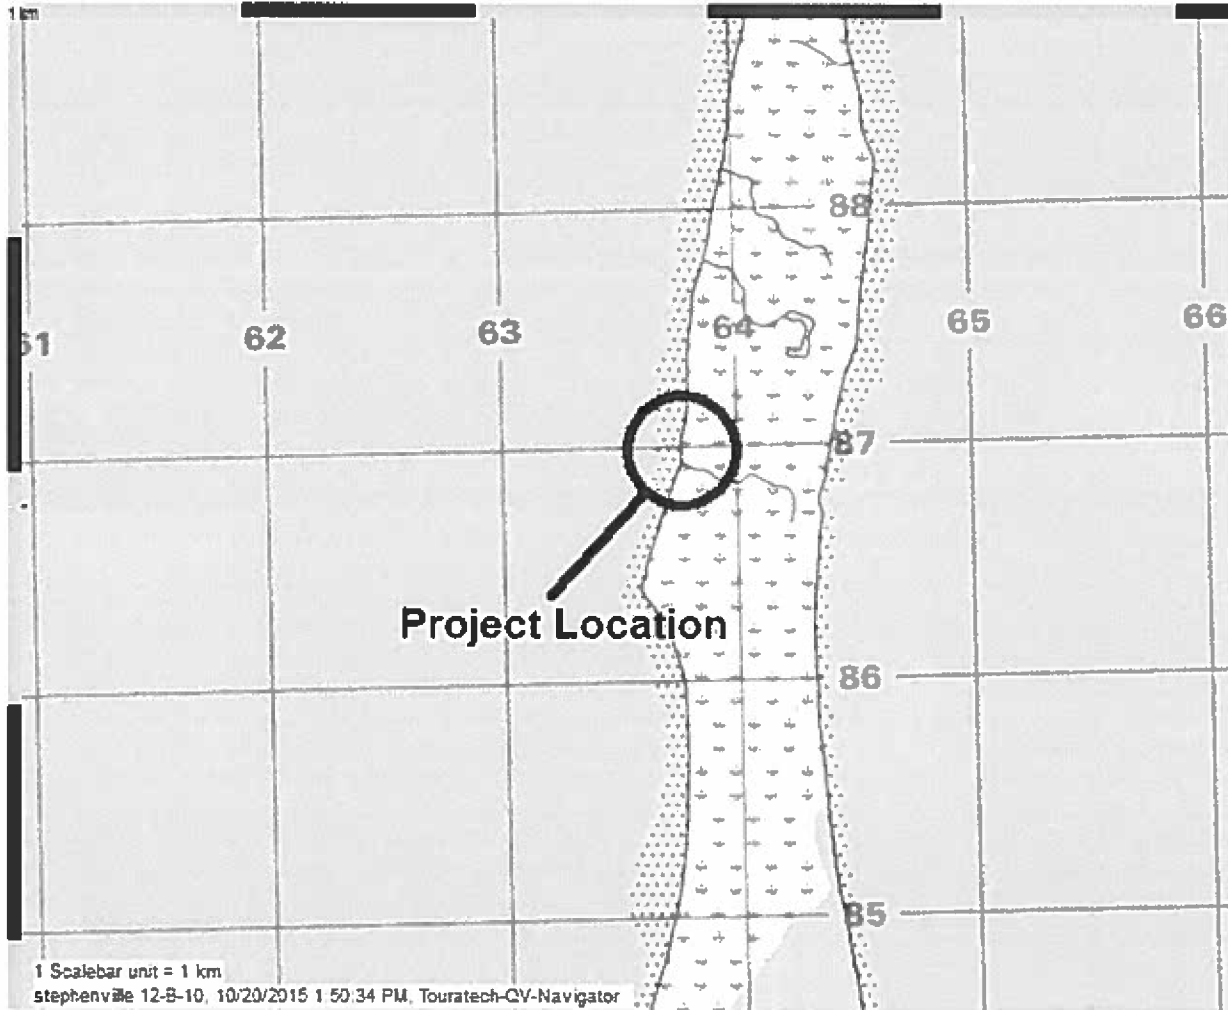 1 km
88
61 62 63 64 65 66
87
Project Location
86
85
1 Scalebar unit = 1 km
stephenville 12-B-10, 10/20/2015 1:50:34 PM, Touratech-QV-Navigator